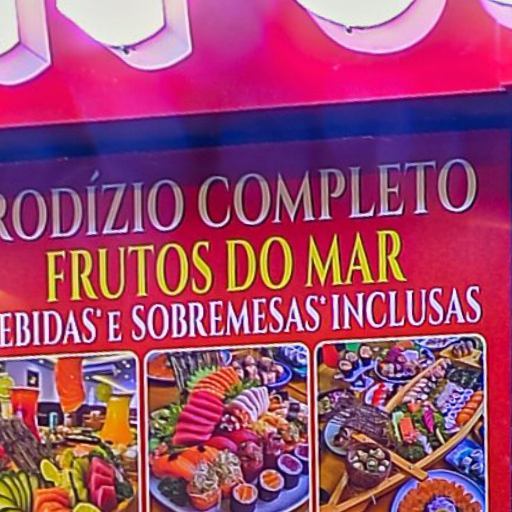 RODÍZIO COMPLETO
FRUTOS DO MAR
EBIDAS* E SOBREMESAS* INCLUSAS